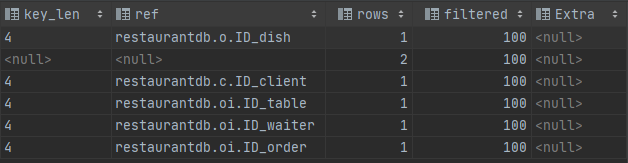 key_len ref rows filtered Extra
4 restaurantdb.o.ID_dish 1 100 <null>
<null> <null> 2 100 <null>
4 restaurantdb.c.ID_client 1 100 <null>
4 restaurantdb.oi.ID_table 1 100 <null>
4 restaurantdb.oi.ID_waiter 1 100 <null>
4 restaurantdb.oi.ID_order 1 100 <null>